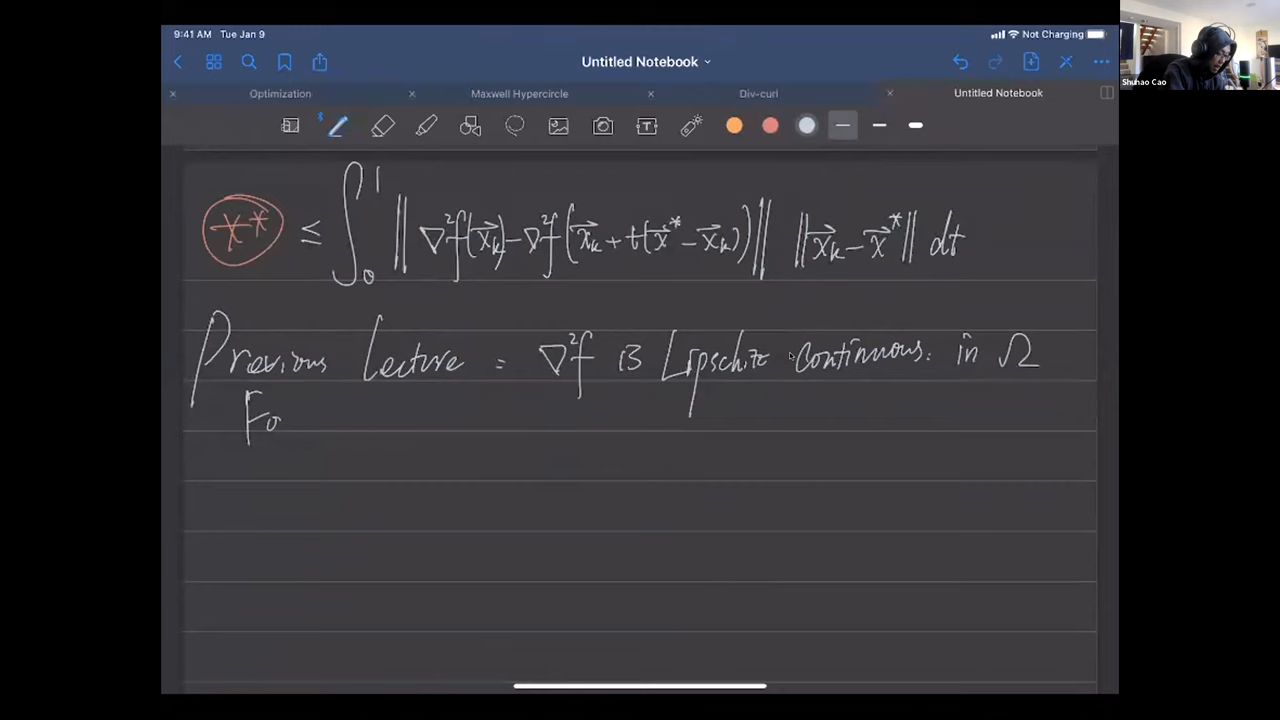 9:41 AM Tue Jan 9
Not Charging
Untitled Notebook
Shuhao Cao
Optimization
Maxwell Hypercircle
Div-curl
Untitled Notebook
x* ≤ ∫₀¹ ‖∇²f(x⃗ₖ) − ∇²f(x⃗ₖ + t(x⃗* − x⃗ₖ))‖ ‖x⃗ₖ − x⃗*‖ dt
Previous Lecture : ∇²f is Lipschitz continuous. in Ω
Fo